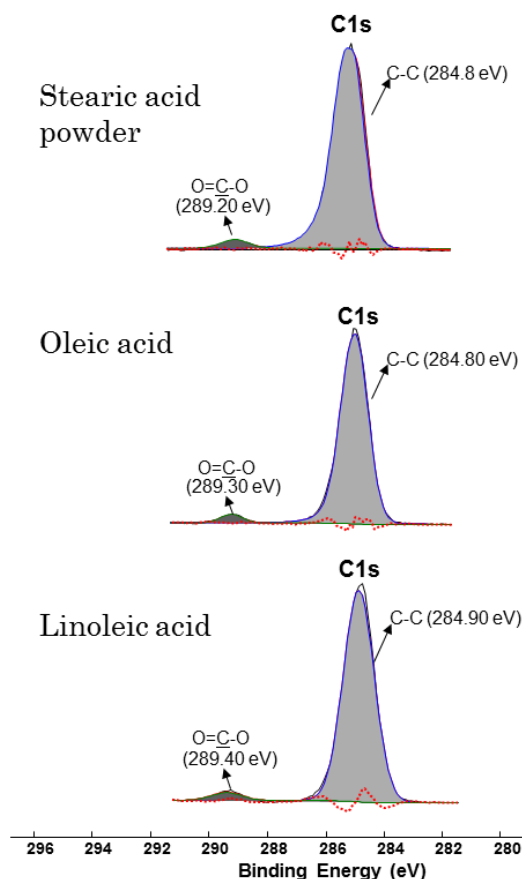 C1s
C-C (284.8 eV)
Stearic acid
powder
O=C-O
(289.20 eV)
C1s
Oleic acid
C-C (284.80 eV)
O=C-O
(289.30 eV)
C1s
Linoleic acid
C-C (284.90 eV)
O=C-O
(289.40 eV)
296 294 292 290 288 286 284 282 280
Binding Energy (eV)